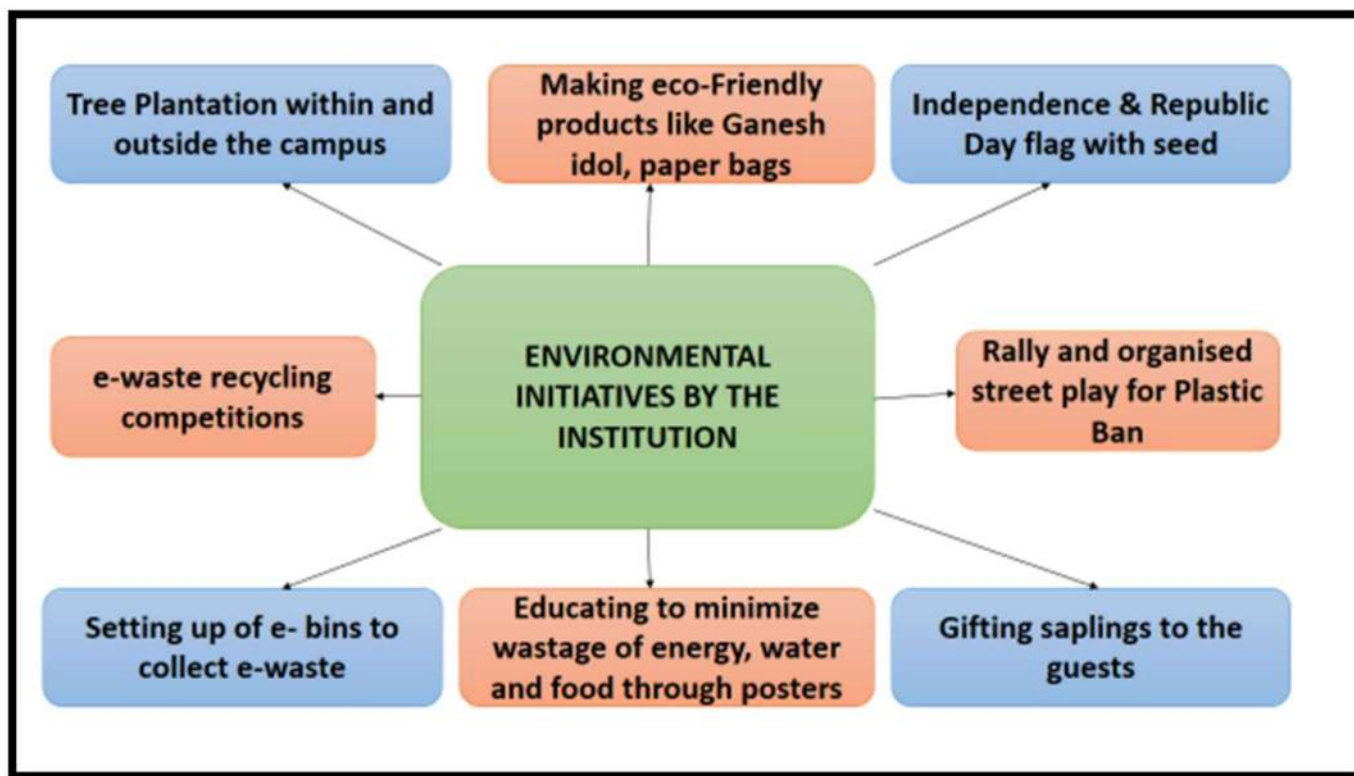 Tree Plantation within and
outside the campus
Making eco-Friendly
products like Ganesh
idol, paper bags
Independence & Republic
Day flag with seed
e-waste recycling
competitions
ENVIRONMENTAL
INITIATIVES BY THE
INSTITUTION
Rally and organised
street play for Plastic
Ban
Setting up of e- bins to
collect e-waste
Educating to minimize
wastage of energy, water
and food through posters
Gifting saplings to the
guests